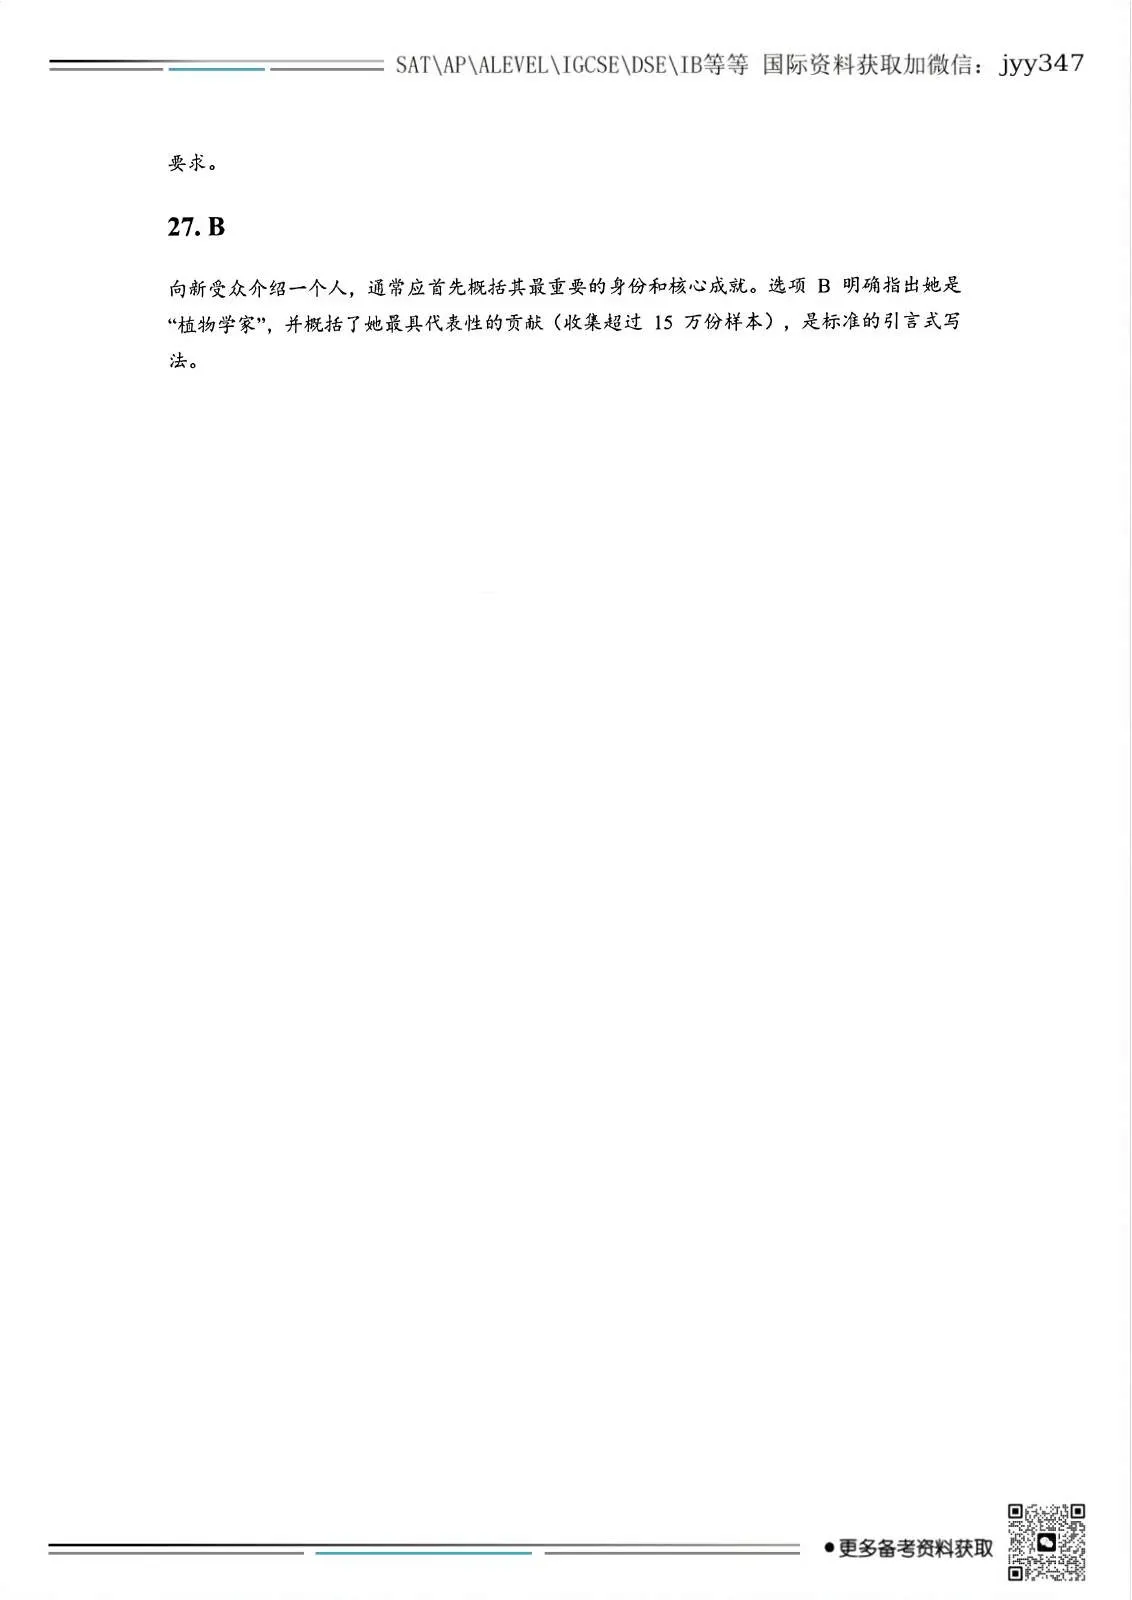 SAT\AP\ALEVEL\IGCSE\DSE\IB等等 国际资料获取加微信：jyy347
要求。
27. B
向新受众介绍一个人，通常应首先概括其最重要的身份和核心成就。选项 B 明确指出她是
“植物学家”，并概括了她最具代表性的贡献（收集超过 15 万份样本），是标准的引言式写
法。
•更多备考资料获取